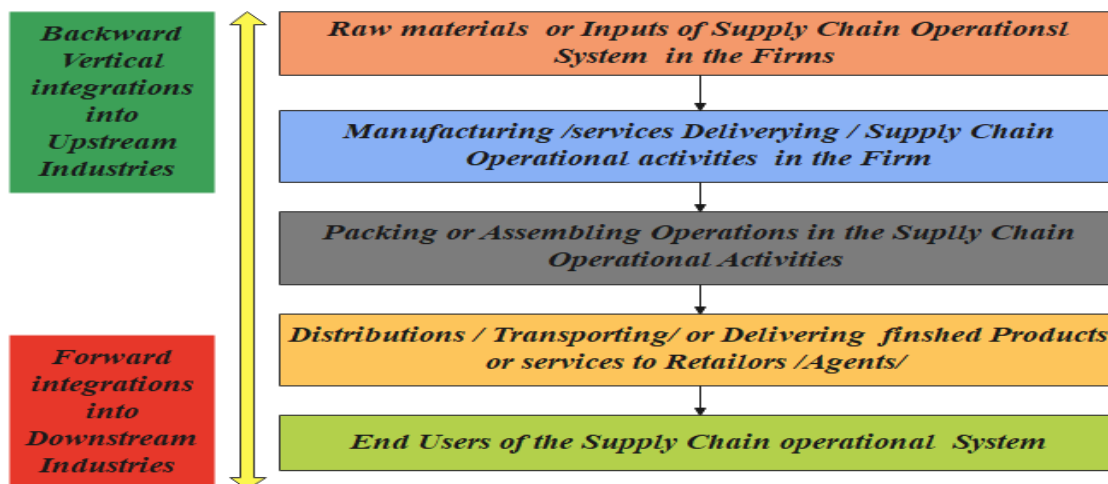 Backward
Vertical
integrations
into
Upstream
Industries
Raw materials or Inputs of Supply Chain Operationsl
System in the Firms
Manufacturing /services Deliverying / Supply Chain
Operational activities in the Firm
Packing or Assembling Operations in the Suplly Chain
Operational Activities
Forward
integrations
into
Downstream
Industries
Distributions / Transporting/ or Delivering finshed Products
or services to Retailors /Agents/
End Users of the Supply Chain operational System